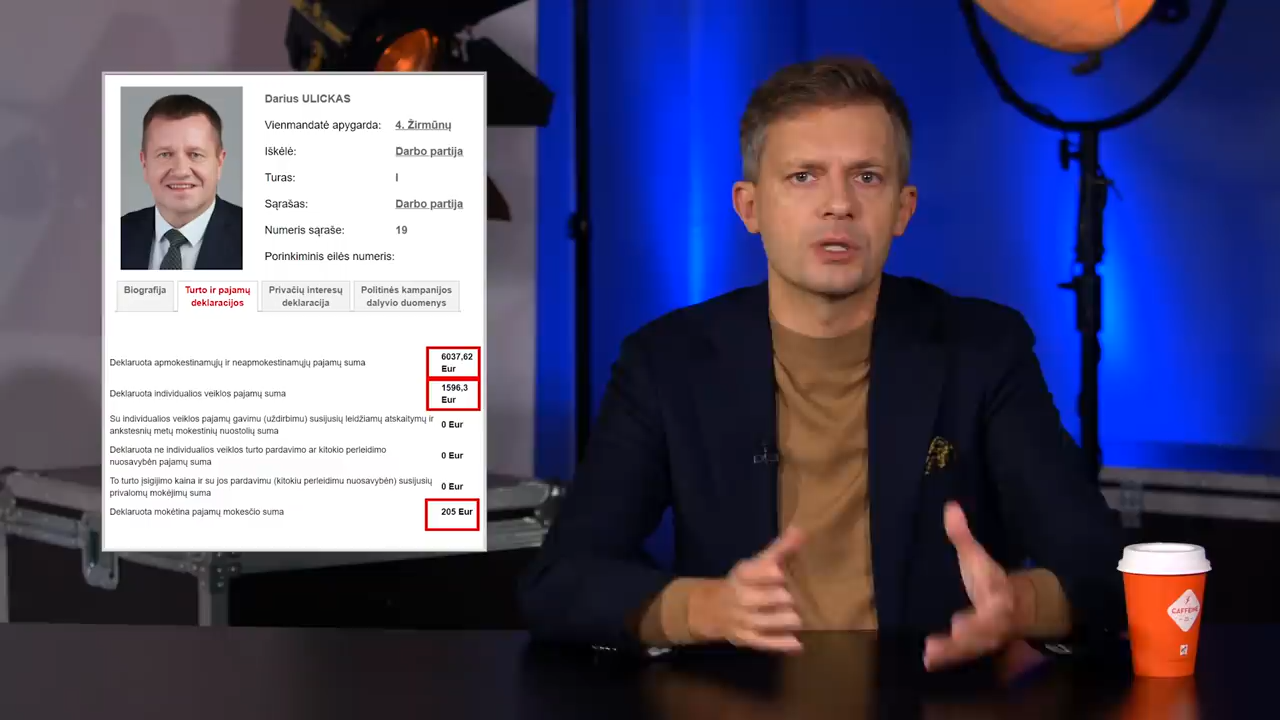 Darius ULICKAS
Vienmandatė apygarda: 4. Žirmūnų
Iškėlė: Darbo partija
Turas: I
Sąrašas: Darbo partija
Numeris sąraše: 19
Porinkiminis eilės numeris:
Biografija
Turto ir pajamų
deklaracijos
Privačių interesų
deklaracija
Politinės kampanijos
dalyvio duomenys
Deklaruota apmokestinamųjų ir neapmokestinamųjų pajamų suma
6037,62
Eur
Deklaruota individualios veiklos pajamų suma
1596,3
Eur
Su individualios veiklos pajamų gavimu (uždirbimu) susijusių leidžiamų atskaitymų ir
ankstesnių metų mokestinių nuostolių suma
0 Eur
Deklaruota ne individualios veiklos turto pardavimo ar kitokio perleidimo
nuosavybėn pajamų suma
0 Eur
To turto įsigijimo kaina ir su jos pardavimu (kitokiu perleidimu nuosavybėn) susijusių
privalomų mokėjimų suma
0 Eur
Deklaruota mokėtina pajamų mokesčio suma
205 Eur
CAFFEINE